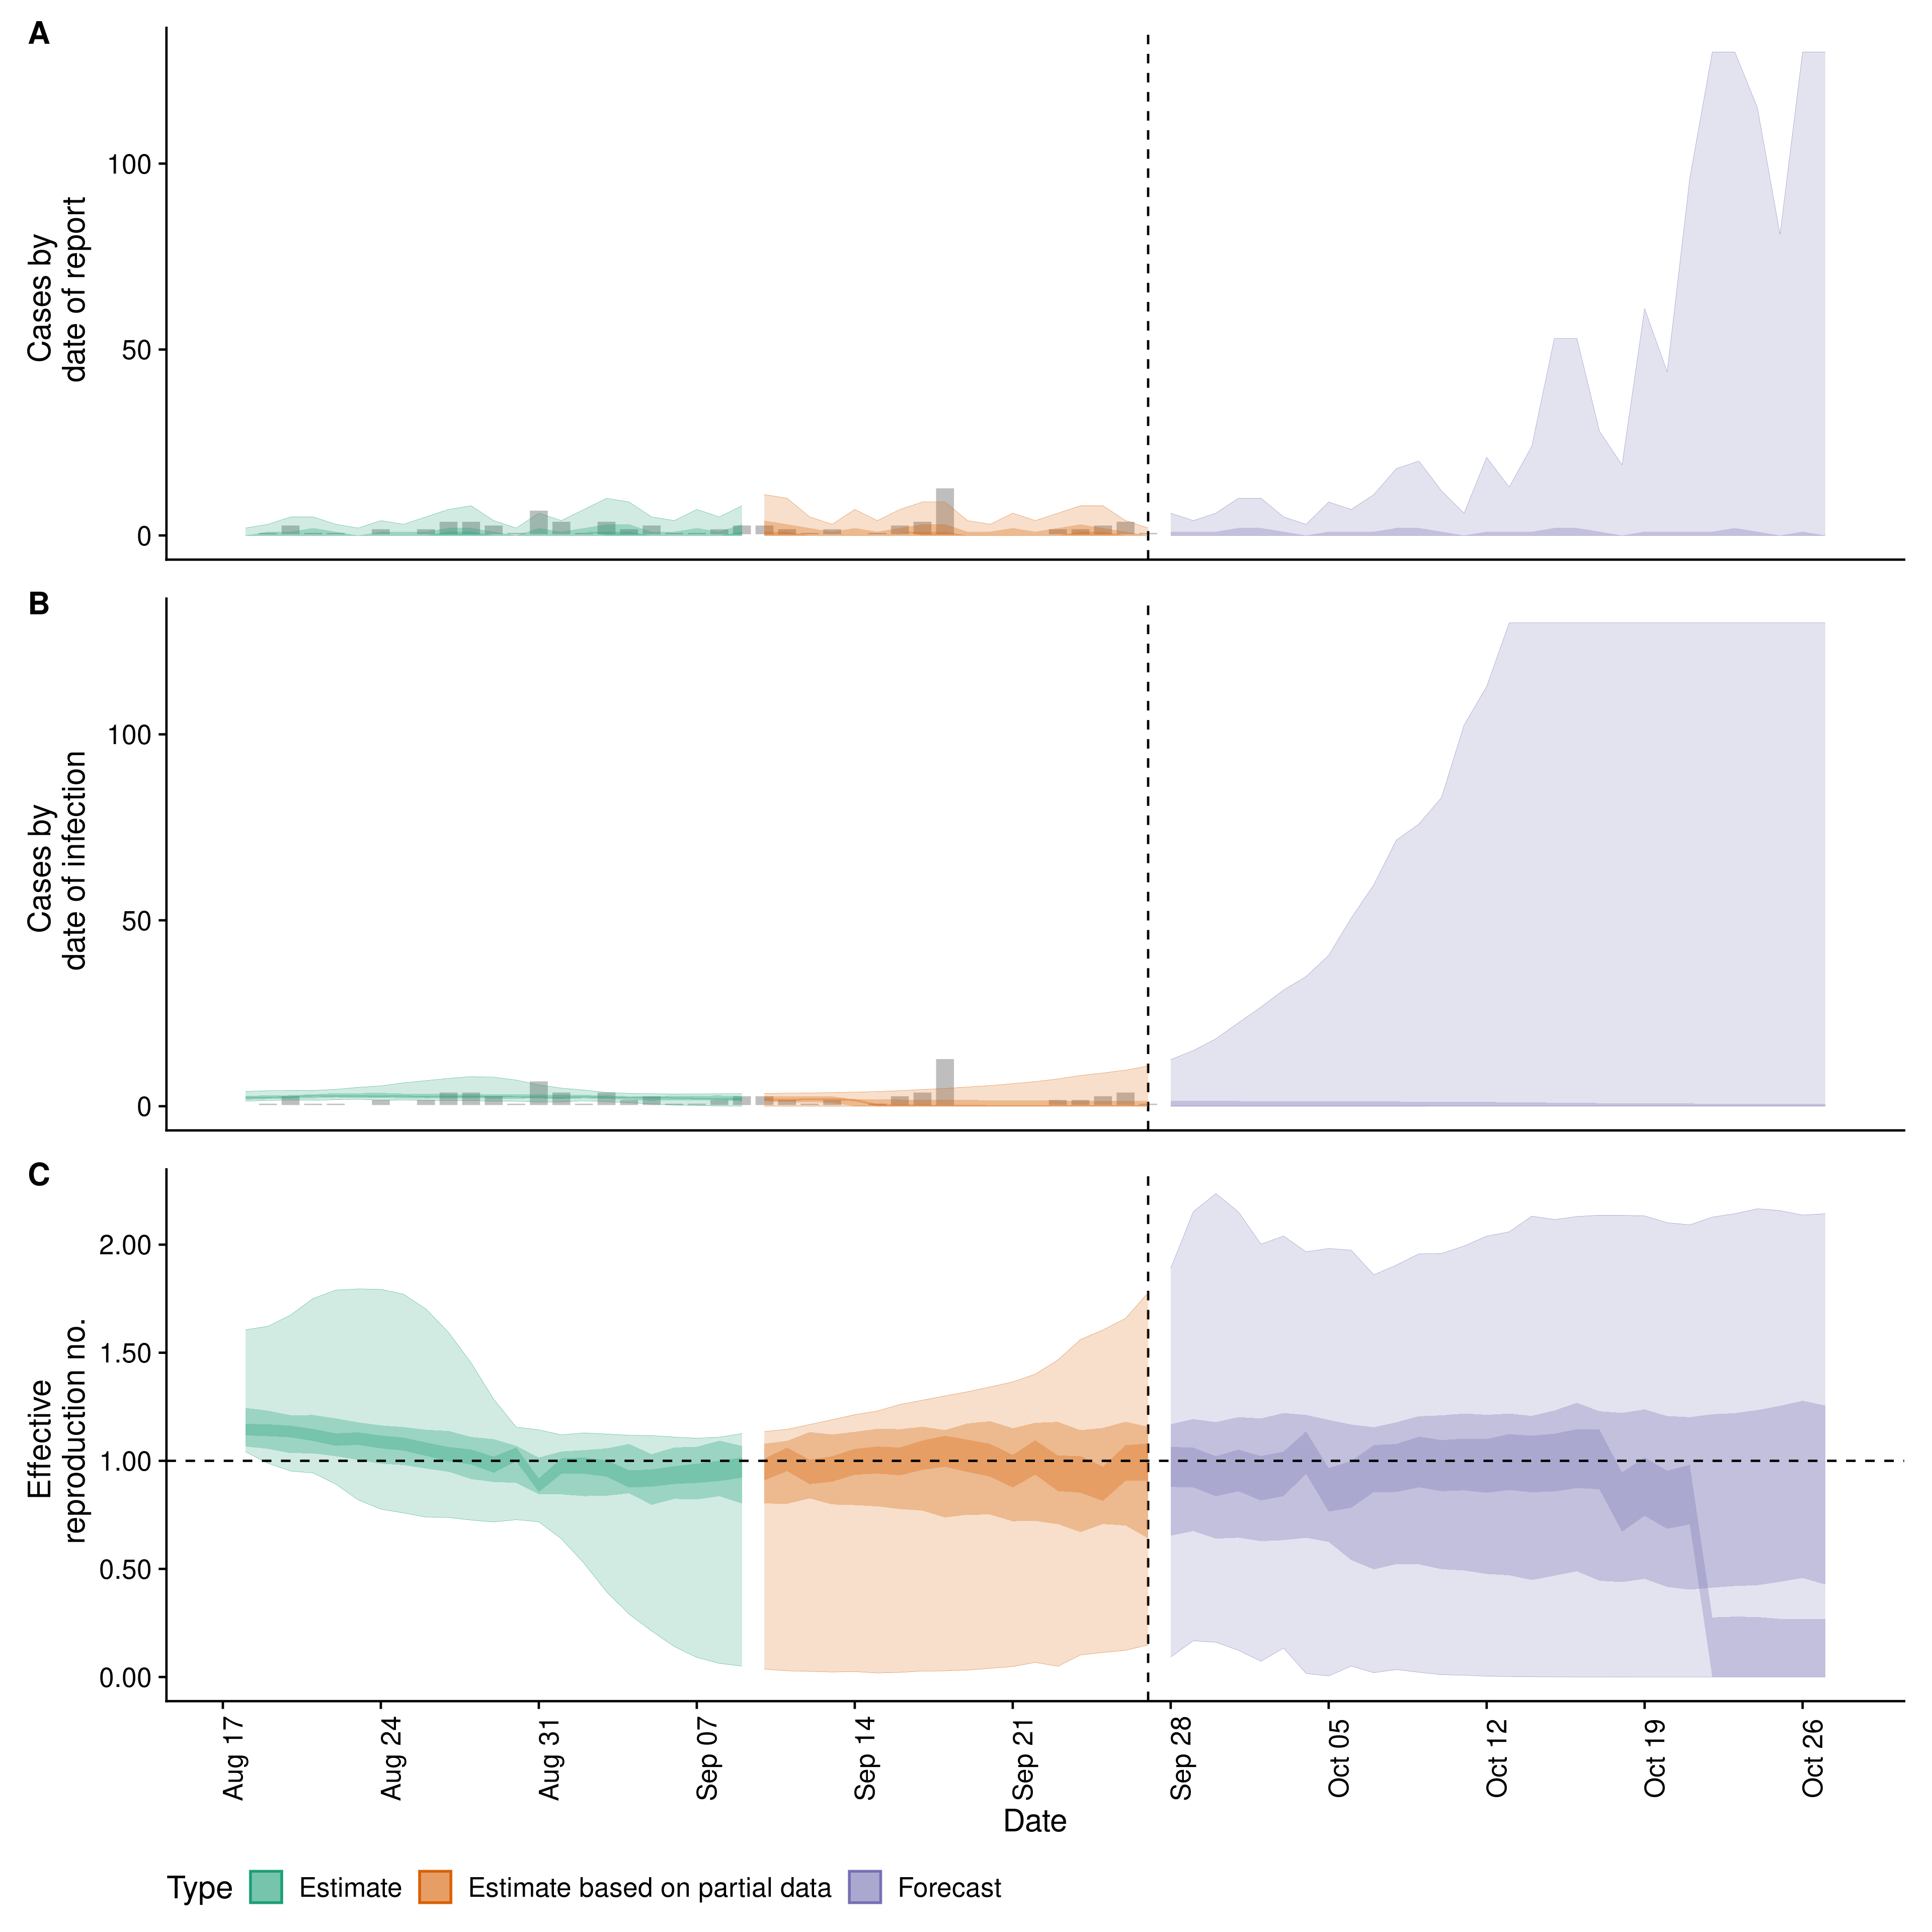 A
Cases by
date of report
100
50
0
B
Cases by
date of infection
100
50
0
C
Effective
reproduction no.
2.00
1.50
1.00
0.50
0.00
Aug 17
Aug 24
Aug 31
Sep 07
Sep 14
Sep 21
Sep 28
Oct 05
Oct 12
Oct 19
Oct 26
Date
Type Estimate Estimate based on partial data Forecast